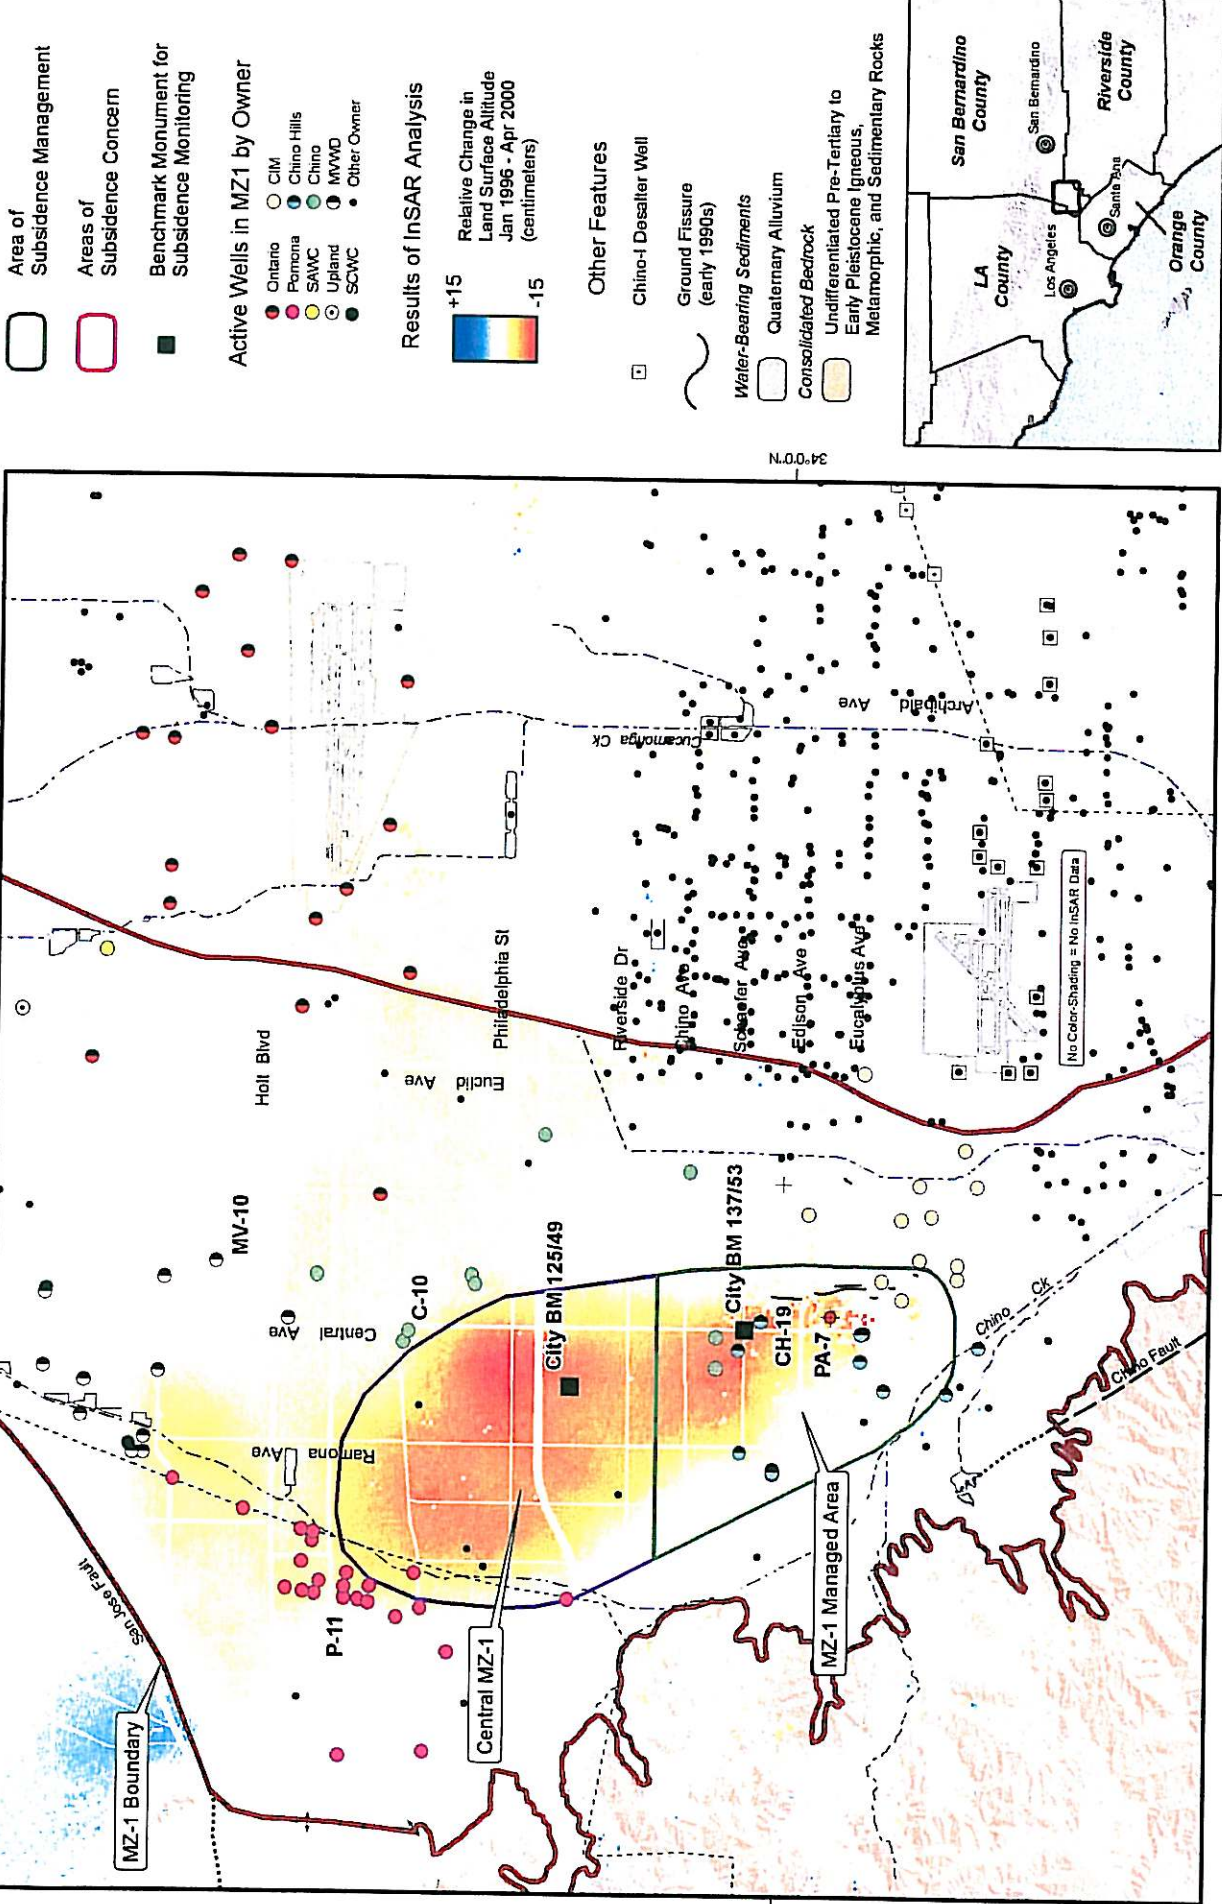 Area of
Subsidence Management
Areas of
Subsidence Concern
Benchmark Monument for
Subsidence Monitoring
Active Wells in MZ1 by Owner
Ontario
Pomona
SAWC
Upland
SCWC
CIM
Chino Hills
Chino
MVWD
Other Owner
Results of InSAR Analysis
+15
-15
Relative Change in
Land Surface Altitude
Jan 1996 - Apr 2000
(centimeters)
Other Features
Chino-I Desalter Well
Ground Fissure
(early 1990s)
Water-Bearing Sediments
Quaternary Alluvium
Consolidated Bedrock
Undifferentiated Pre-Tertiary to
Early Pleistocene Igneous,
Metamorphic, and Sedimentary Rocks
San Bernardino
County
San Bernardino
Riverside
County
LA
County
Los Angeles
Santa Ana
Orange
County
34°0'0"N
MZ-1 Boundary
San Jose Fault
P-11
Central MZ-1
MZ-1 Managed Area
Ramona
Ave
Central
Ave
C-10
MV-10
City BM 125/49
City BM 137/53
CH-19
PA-7
Chino Ck
Chino Fault
Holt Blvd
Euclid Ave
Philadelphia St
Riverside Dr
Chino Ave
Schaefer Ave
Edison Ave
Eucalyptus Ave
Cucamonga Ck
Archibald Ave
No Color-Shading = No InSAR Data